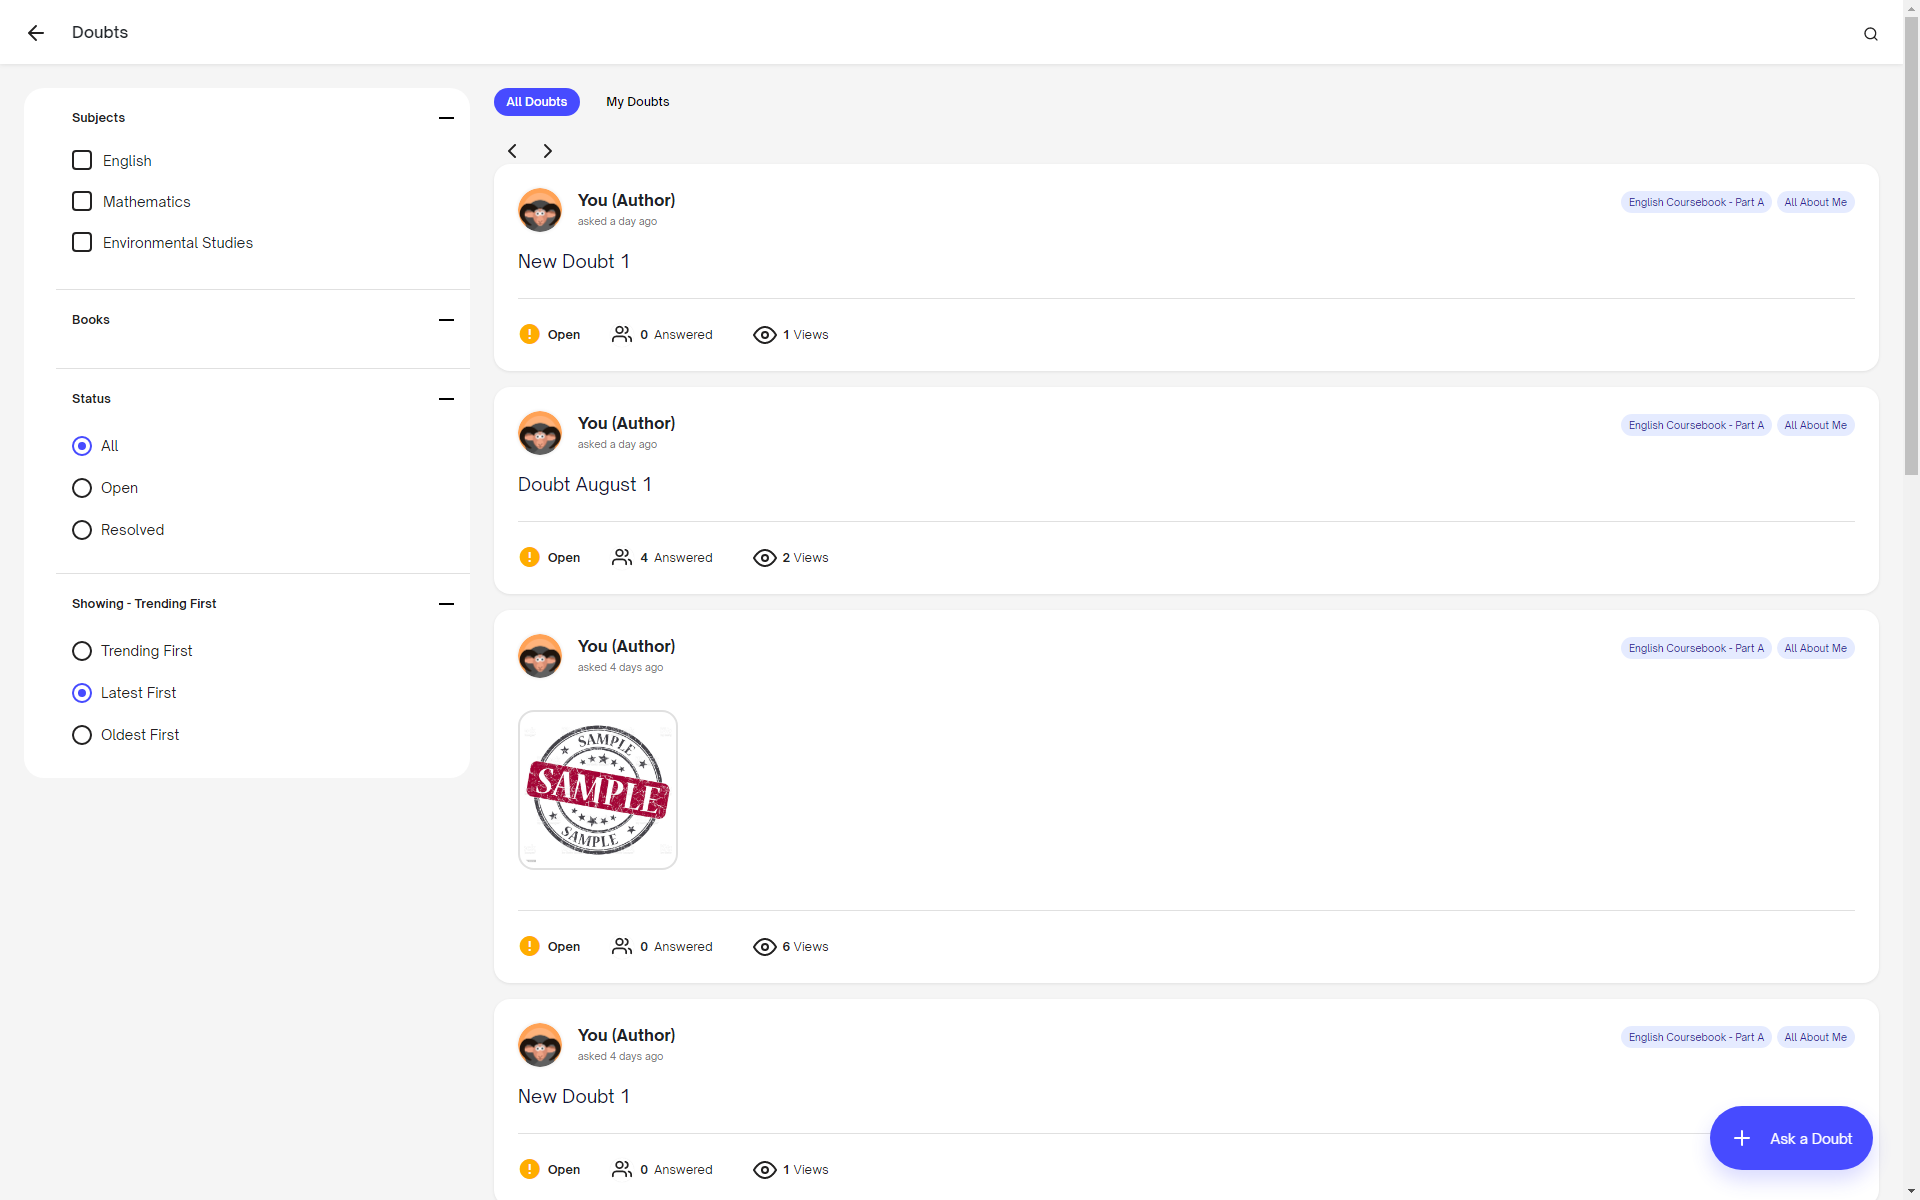 Doubts
Subjects
English
Mathematics
Environmental Studies
Books
Status
All
Open
Resolved
Showing - Trending First
Trending First
Latest First
Oldest First
All Doubts
My Doubts
You (Author)
asked a day ago
English Coursebook - Part A
All About Me
New Doubt 1
Open
0 Answered
1 Views
You (Author)
asked a day ago
English Coursebook - Part A
All About Me
Doubt August 1
Open
4 Answered
2 Views
You (Author)
asked 4 days ago
English Coursebook - Part A
All About Me
SAMPLE
SAMPLE
SAMPLE
Open
0 Answered
6 Views
You (Author)
asked 4 days ago
English Coursebook - Part A
All About Me
New Doubt 1
Open
0 Answered
1 Views
Ask a Doubt